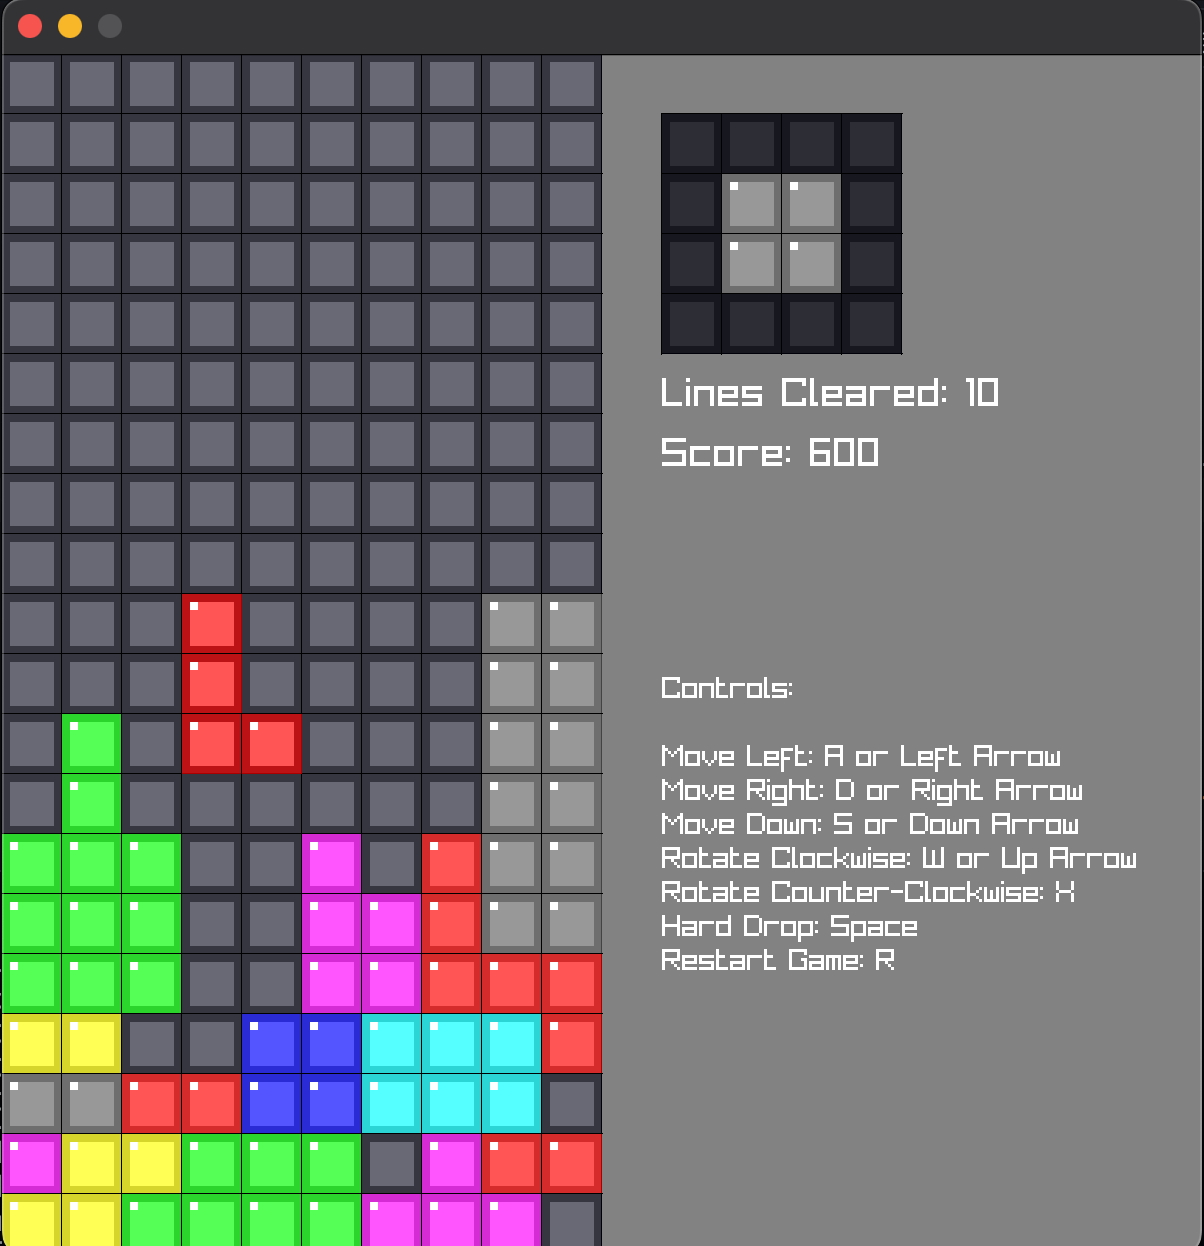 Lines Cleared: 10
Score: 600
Controls:
Move Left: A or Left Arrow
Move Right: D or Right Arrow
Move Down: S or Down Arrow
Rotate Clockwise: W or Up Arrow
Rotate Counter-Clockwise: X
Hard Drop: Space
Restart Game: R